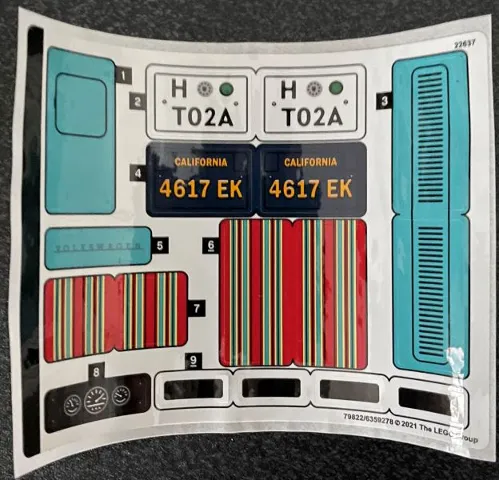 22637
1
2
H H
T02A T02A
3
4
CALIFORNIA CALIFORNIA
4617 EK 4617 EK
VOLKSWAGEN
5
6
7
8
9
79822/6359278 © 2021 The LEGO Group